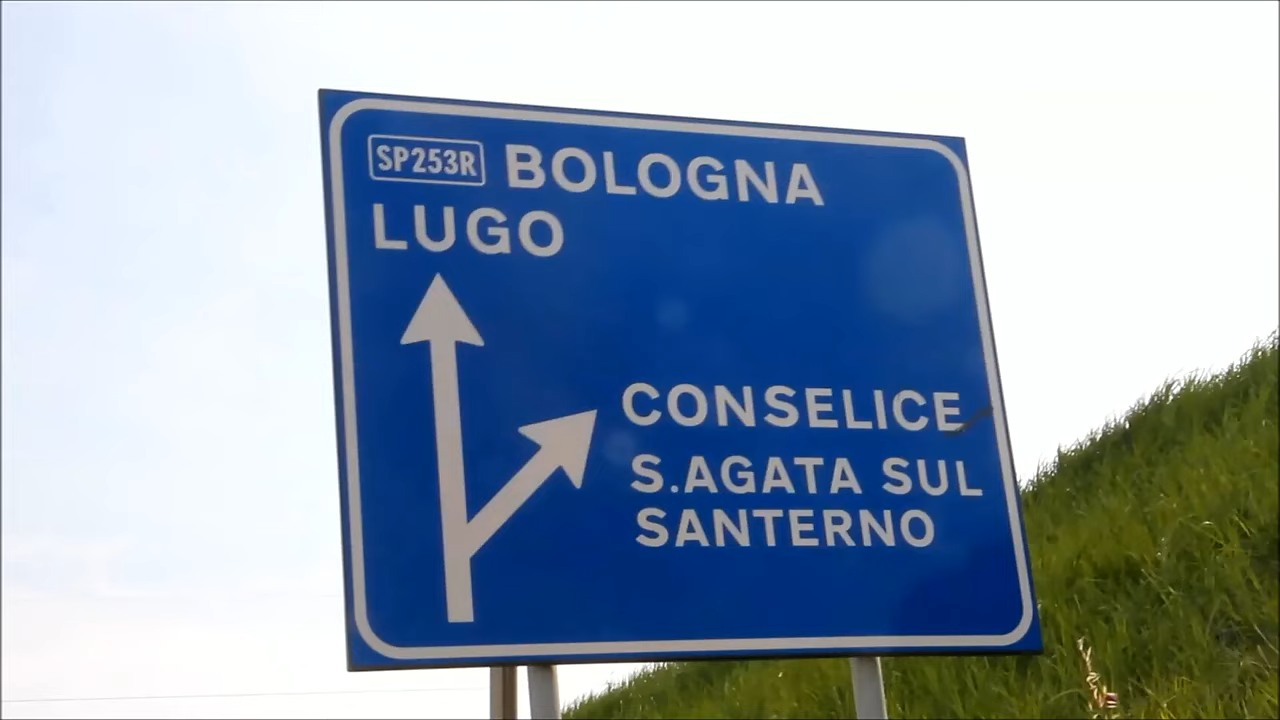 SP253R BOLOGNA
LUGO
CONSELICE
S.AGATA SUL
SANTERNO